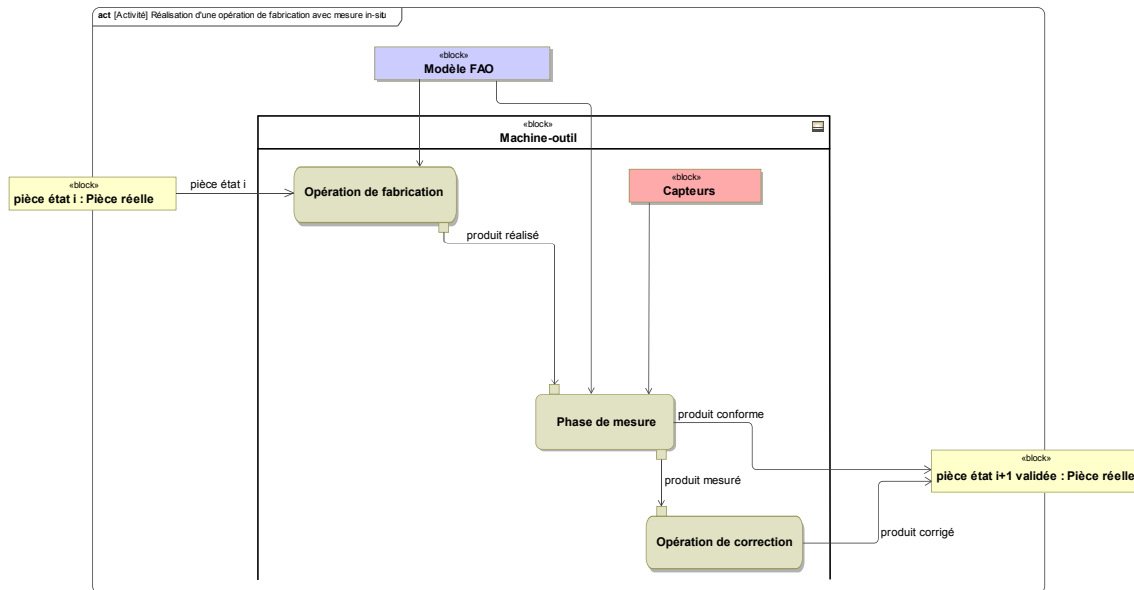 act [Activité] Réalisation d'une opération de fabrication avec mesure in-situ
«block»
Modèle FAO
«block»
Machine-outil
«block»
pièce état i : Pièce réelle
pièce état i
Opération de fabrication
«block»
Capteurs
produit réalisé
Phase de mesure
produit conforme
«block»
pièce état i+1 validée : Pièce réelle
produit mesuré
Opération de correction
produit corrigé